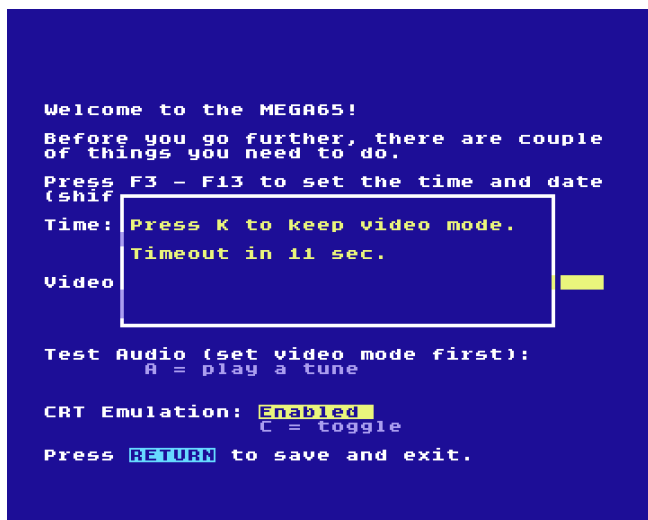 Welcome to the MEGA65!
Before you go further, there are couple
of things you need to do.
Press F3 – F13 to set the time and date
(shif
Time:
Press K to keep video mode.
Timeout in 11 sec.
Video
Test Audio (set video mode first):
A = play a tune
CRT Emulation: Enabled
C = toggle
Press RETURN to save and exit.